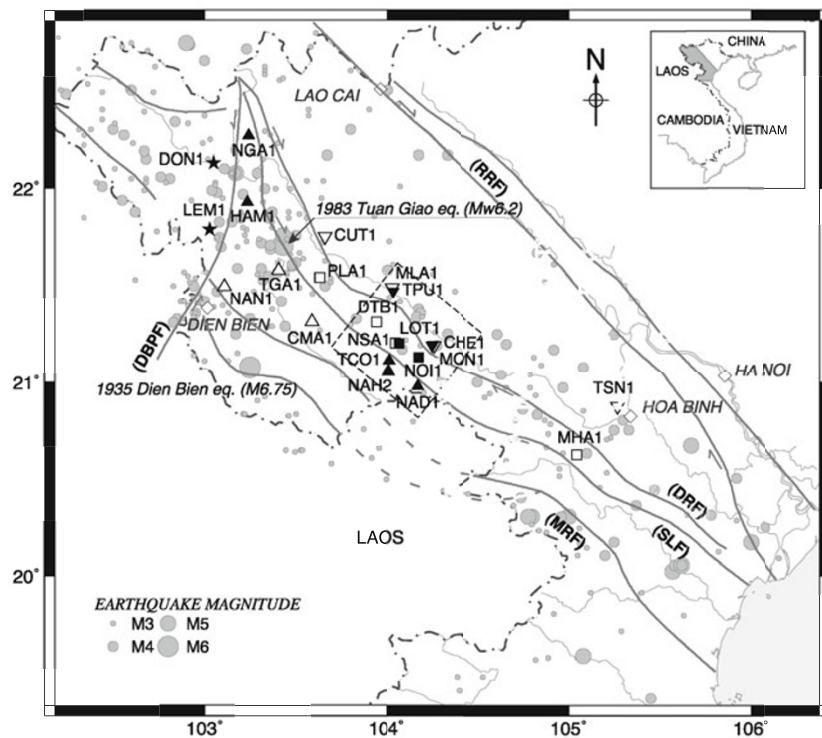 CHINA
LAOS
CAMBODIA
VIETNAM
N
LAO CAI
NGA1
DON1
(RRF)
22°
LEM1
HAM1
1983 Tuan Giao eq. (Mw6.2)
CUT1
PLA1
MLA1
TGA1
TPU1
NAN1
DTB1
DIEN BIEN
CMA1
LOT1
NSA1
CHE1
(DBPF)
TCO1
MCN1
HA NOI
21°
NOI1
1935 Dien Bien eq. (M6.75)
NAH2
TSN1
NAD1
HOA BINH
MHA1
(DRF)
(MRF)
(SLF)
LAOS
20°
EARTHQUAKE MAGNITUDE
M3 M5
M4 M6
103° 104° 105° 106°